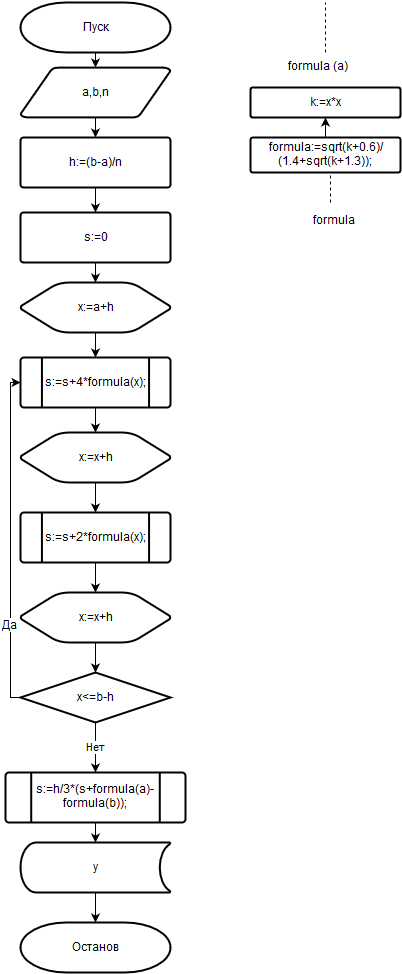 Пуск
a,b,n
h:=(b-a)/n
s:=0
x:=a+h
s:=s+4*formula(x);
x:=x+h
s:=s+2*formula(x);
x:=x+h
Да
x<=b-h
Нет
s:=h/3*(s+formula(a)-
formula(b));
y
Останов
formula (a)
k:=x*x
formula:=sqrt(k+0.6)/
(1.4+sqrt(k+1.3));
formula